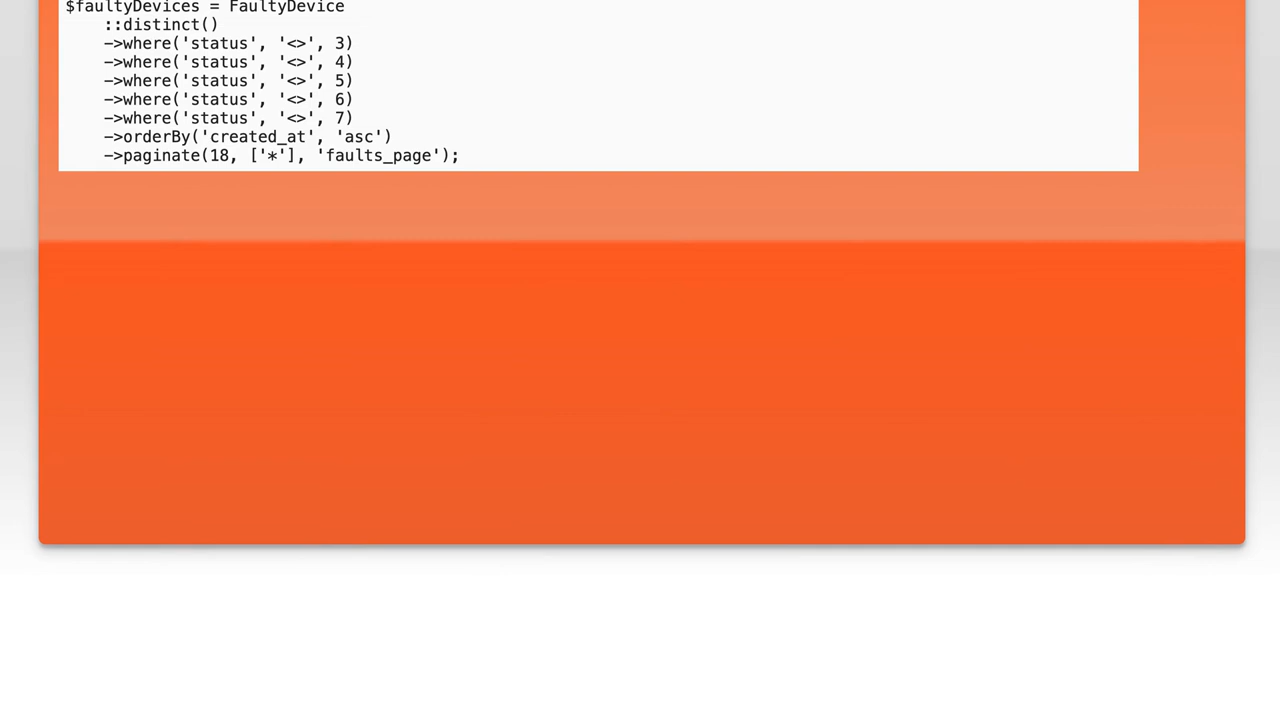 $faultyDevices = FaultyDevice
::distinct()
->where('status', '<>', 3)
->where('status', '<>', 4)
->where('status', '<>', 5)
->where('status', '<>', 6)
->where('status', '<>', 7)
->orderBy('created_at', 'asc')
->paginate(18, ['*'], 'faults_page');